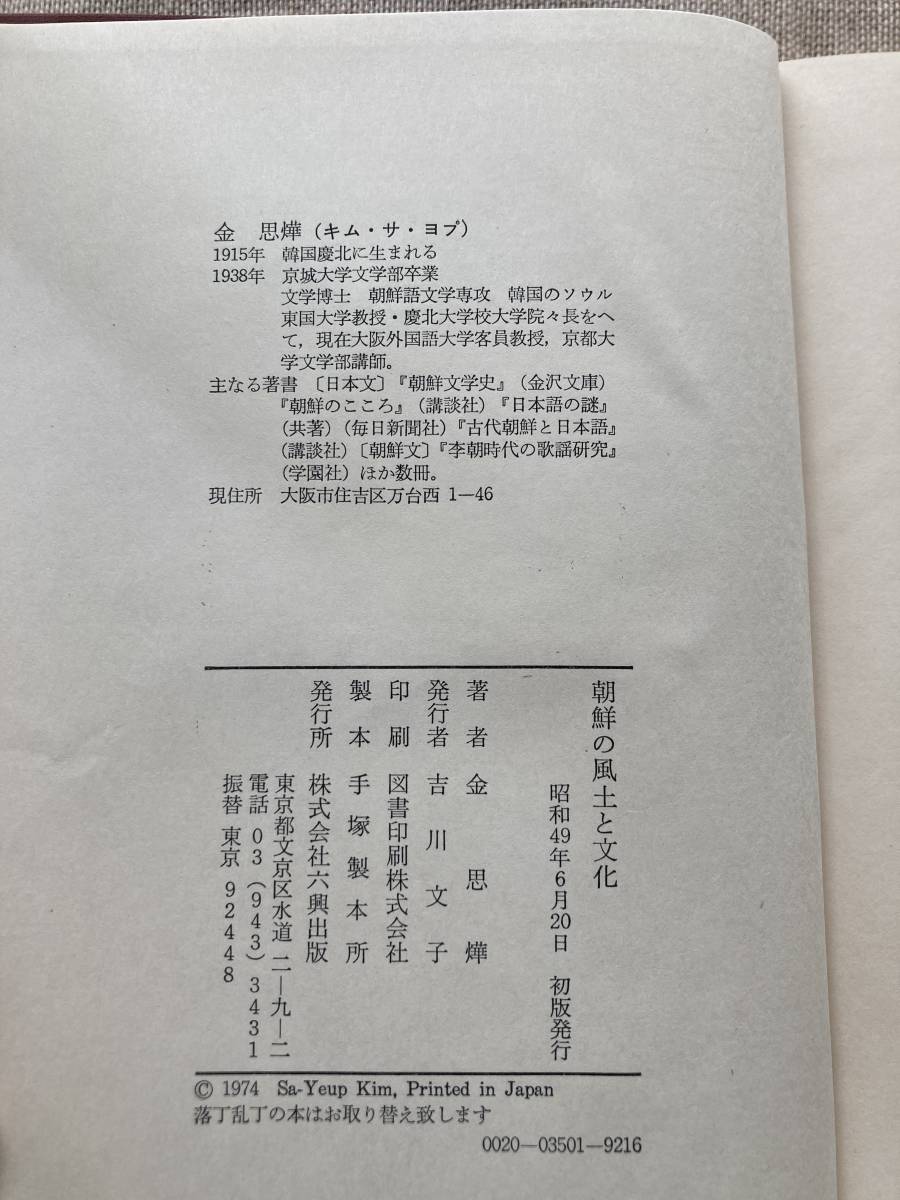 金 思燁(キム・サ・ヨプ)
1915年 韓国慶北に生まれる
1938年 京城大学文学部卒業
文学博士 朝鮮語文学専攻 韓国のソウル
東国大学教授・慶北大学校大学院々長をへ
て，現在大阪外国語大学客員教授，京都大
学文学部講師。
主なる著書 〔日本文〕『朝鮮文学史』（金沢文庫）
『朝鮮のこころ』（講談社）『日本語の謎』
（共著）（毎日新聞社）『古代朝鮮と日本語』
（講談社）〔朝鮮文〕『李朝時代の歌謡研究』
（学園社）ほか数冊。
現住所 大阪市住吉区万台西 1—46
朝鮮の風土と文化
昭和49年6月20日 初版発行
著者 金思燁
発行者 吉川文子
印刷 図書印刷株式会社
製本 手塚製本所
発行所 株式会社六興出版
東京都文京区水道二—九—二
電話 03（943）3431
振替 東京 92448
© 1974 Sa-Yeup Kim, Printed in Japan
落丁乱丁の本はお取り替え致します
0020—03501—9216